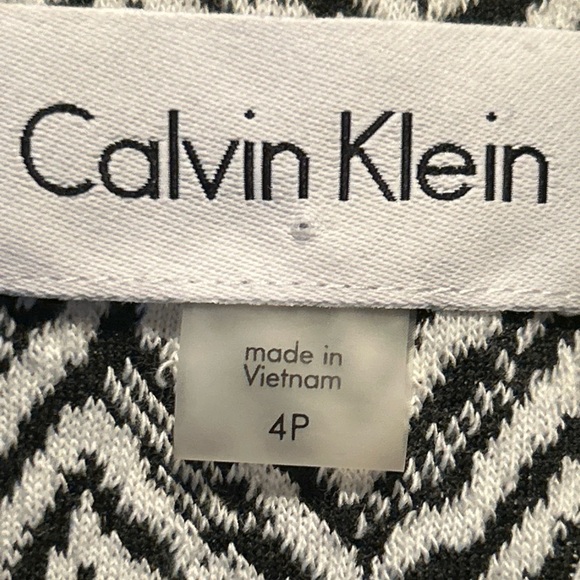 Calvin Klein
made in
Vietnam
4P